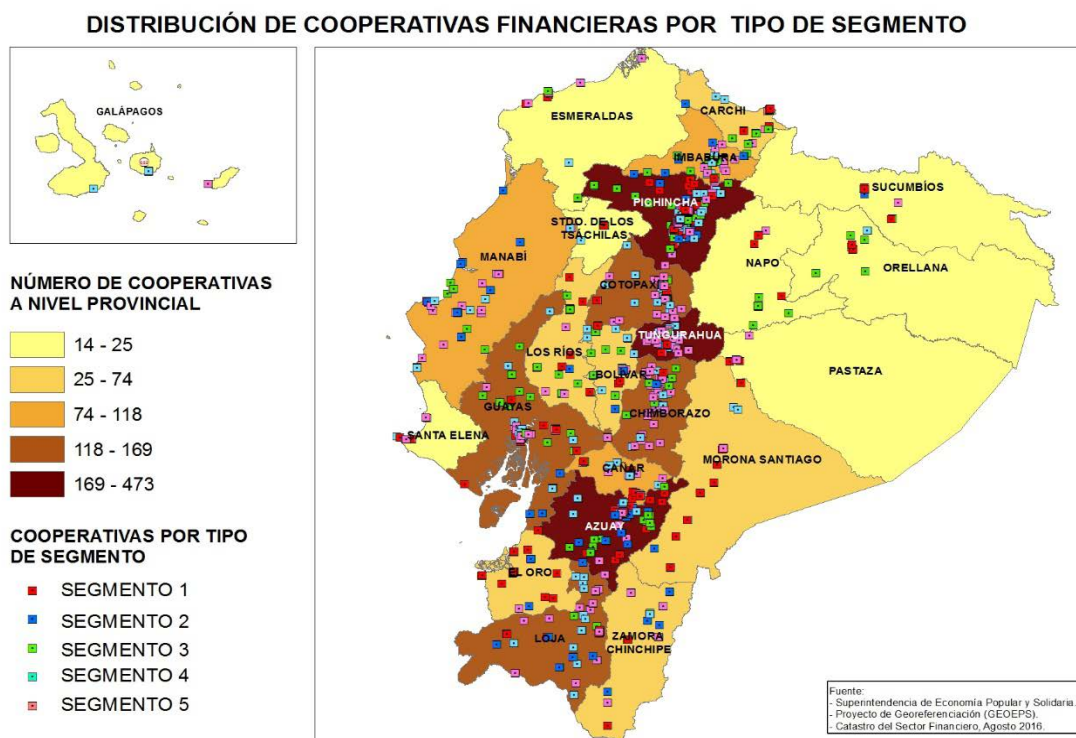 DISTRIBUCIÓN DE COOPERATIVAS FINANCIERAS POR TIPO DE SEGMENTO
GALÁPAGOS
NÚMERO DE COOPERATIVAS
A NIVEL PROVINCIAL
14 - 25
25 - 74
74 - 118
118 - 169
169 - 473
COOPERATIVAS POR TIPO
DE SEGMENTO
SEGMENTO 1
SEGMENTO 2
SEGMENTO 3
SEGMENTO 4
SEGMENTO 5
ESMERALDAS
CARCHI
IMBABURA
SUCUMBÍOS
PICHINCHA
STDO. DE LOS
TSACHILAS
MANABÍ
NAPO
ORELLANA
COTOPAXI
TUNGURAHUA
LOS RÍOS
BOLIVAR
PASTAZA
GUAYAS
CHIMBORAZO
SANTA ELENA
MORONA SANTIAGO
CAÑAR
AZUAY
EL ORO
LOJA
ZAMORA
CHINCHIPE
Fuente:
- Superintendencia de Economía Popular y Solidaria.
- Proyecto de Georeferenciación (GEOEPS).
- Catastro del Sector Financiero, Agosto 2016.